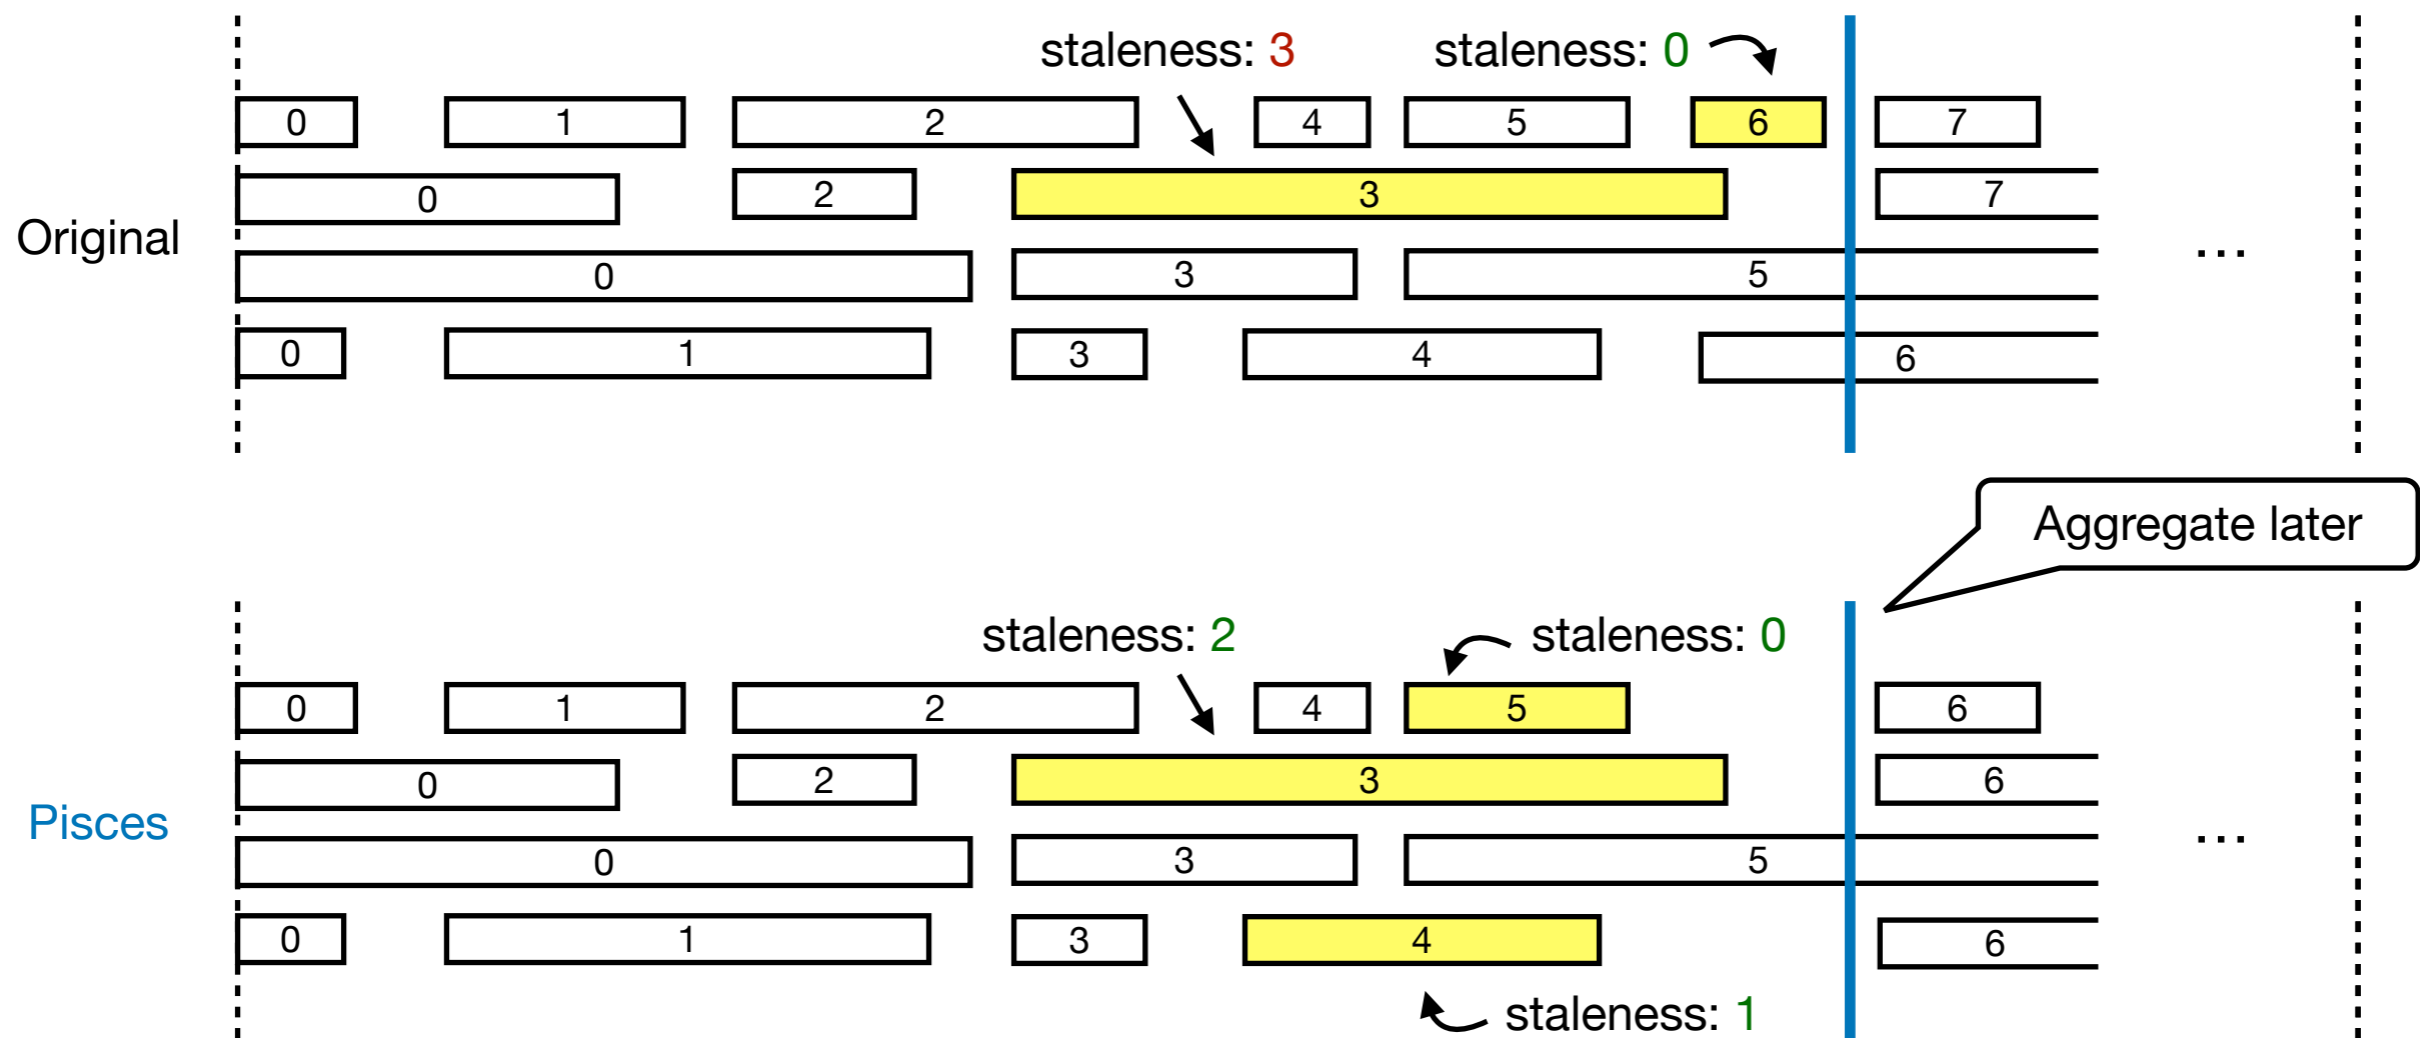 staleness: 3 staleness: 0
0 1 2 4 5 6 7
0 2 3 7
Original
0 3 5 ...
0 1 3 4 6
Aggregate later
staleness: 2 staleness: 0
0 1 2 4 5 6
0 2 3 6
Pisces
0 3 5 ...
0 1 3 4 6
staleness: 1